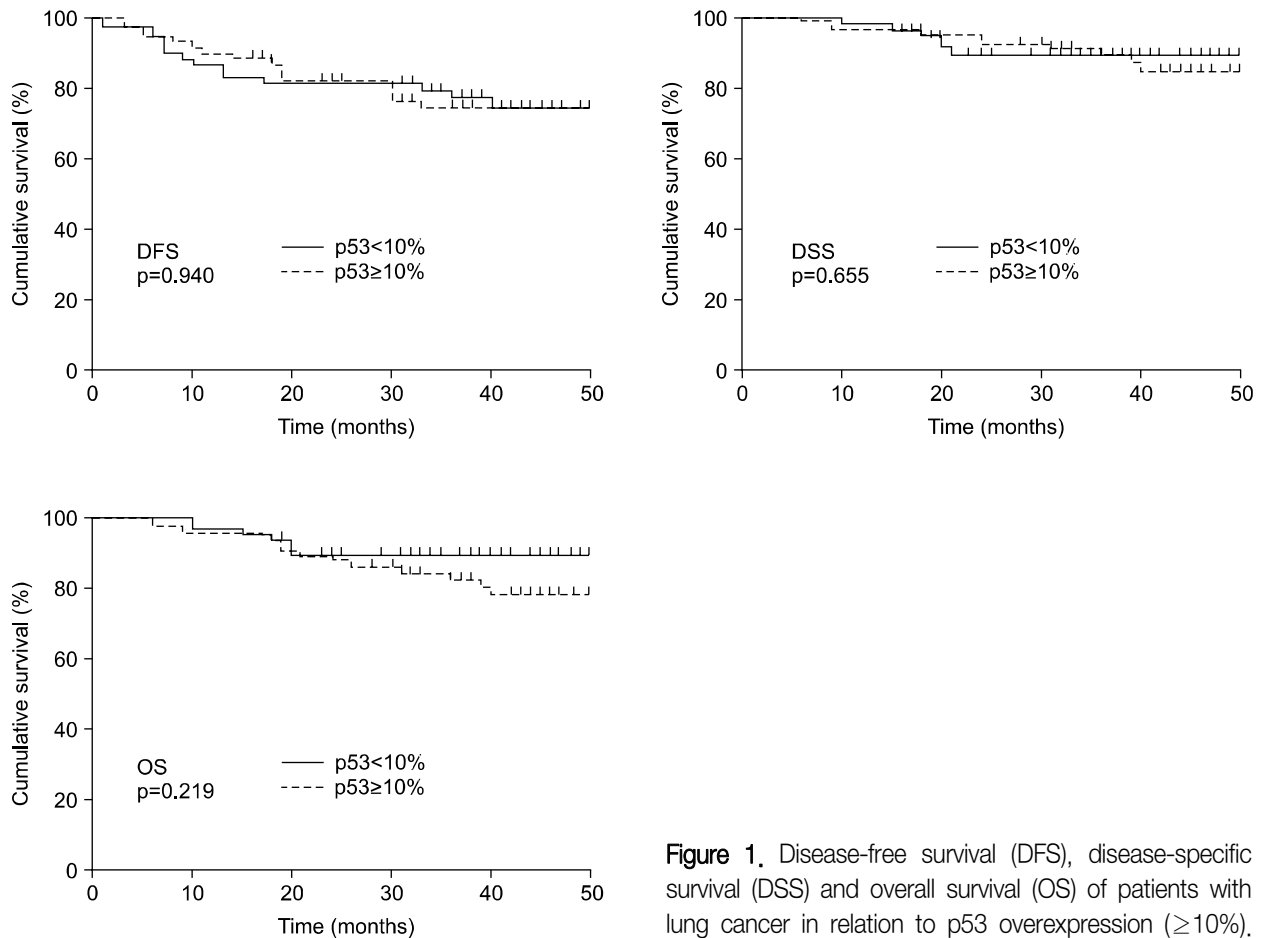 100
80
60
40
20
0
Cumulative survival (%)
DFS
p=0.940
p53<10%
p53≥10%
0 10 20 30 40 50
Time (months)
100
80
60
40
20
0
Cumulative survival (%)
DSS
p=0.655
p53<10%
p53≥10%
0 10 20 30 40 50
Time (months)
100
80
60
40
20
0
Cumulative survival (%)
OS
p=0.219
p53<10%
p53≥10%
0 10 20 30 40 50
Time (months)
Figure 1. Disease-free survival (DFS), disease-specific
survival (DSS) and overall survival (OS) of patients with
lung cancer in relation to p53 overexpression (≥10%).